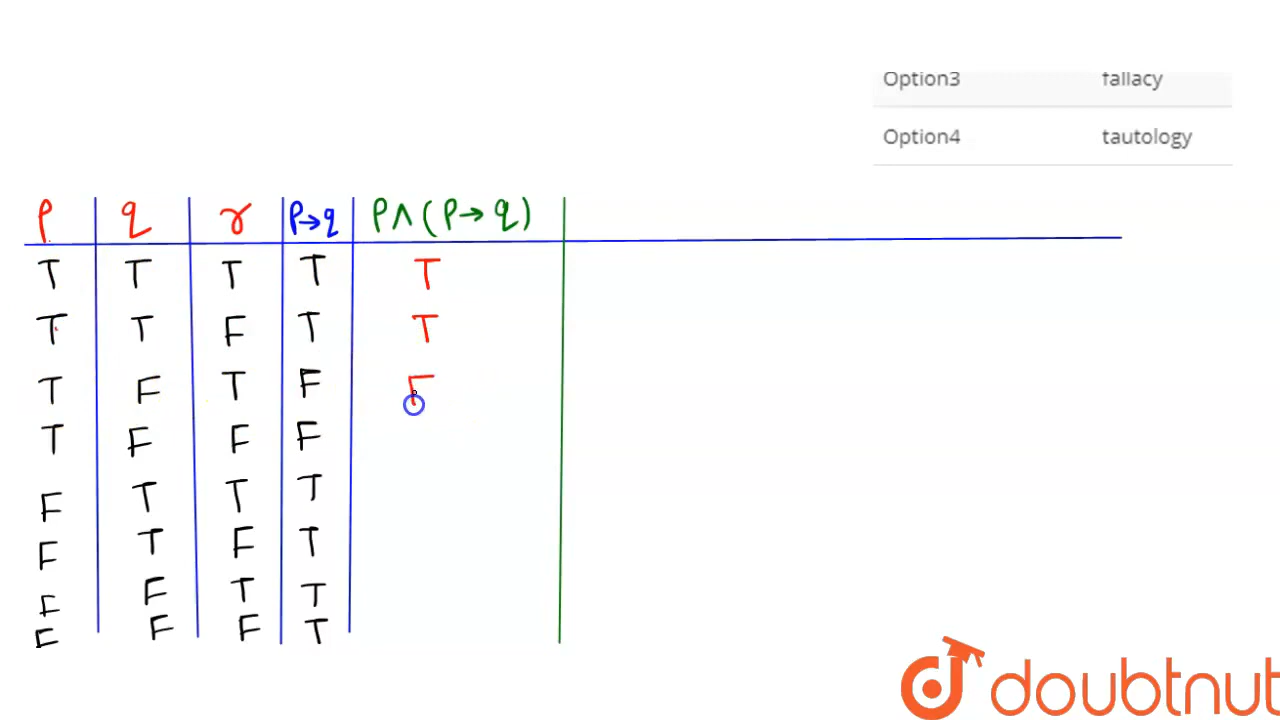 Option3 fallacy
Option4 tautology
p q r p→q p∧(p→q)
T T T T T
T T F T T
T F T F F
T F F F
F T T T
F T F T
F F T T
F F F T
doubtnut